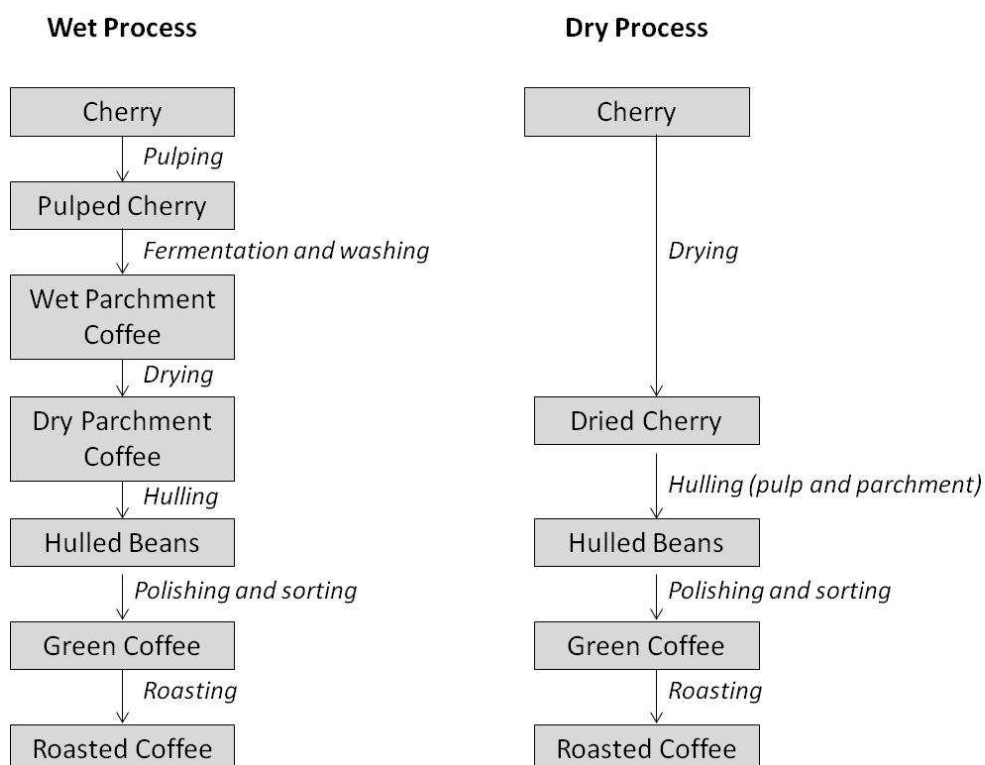 Wet Process
Cherry
Pulping
Pulped Cherry
Fermentation and washing
Wet Parchment
Coffee
Drying
Dry Parchment
Coffee
Hulling
Hulled Beans
Polishing and sorting
Green Coffee
Roasting
Roasted Coffee
Dry Process
Cherry
Drying
Dried Cherry
Hulling (pulp and parchment)
Hulled Beans
Polishing and sorting
Green Coffee
Roasting
Roasted Coffee